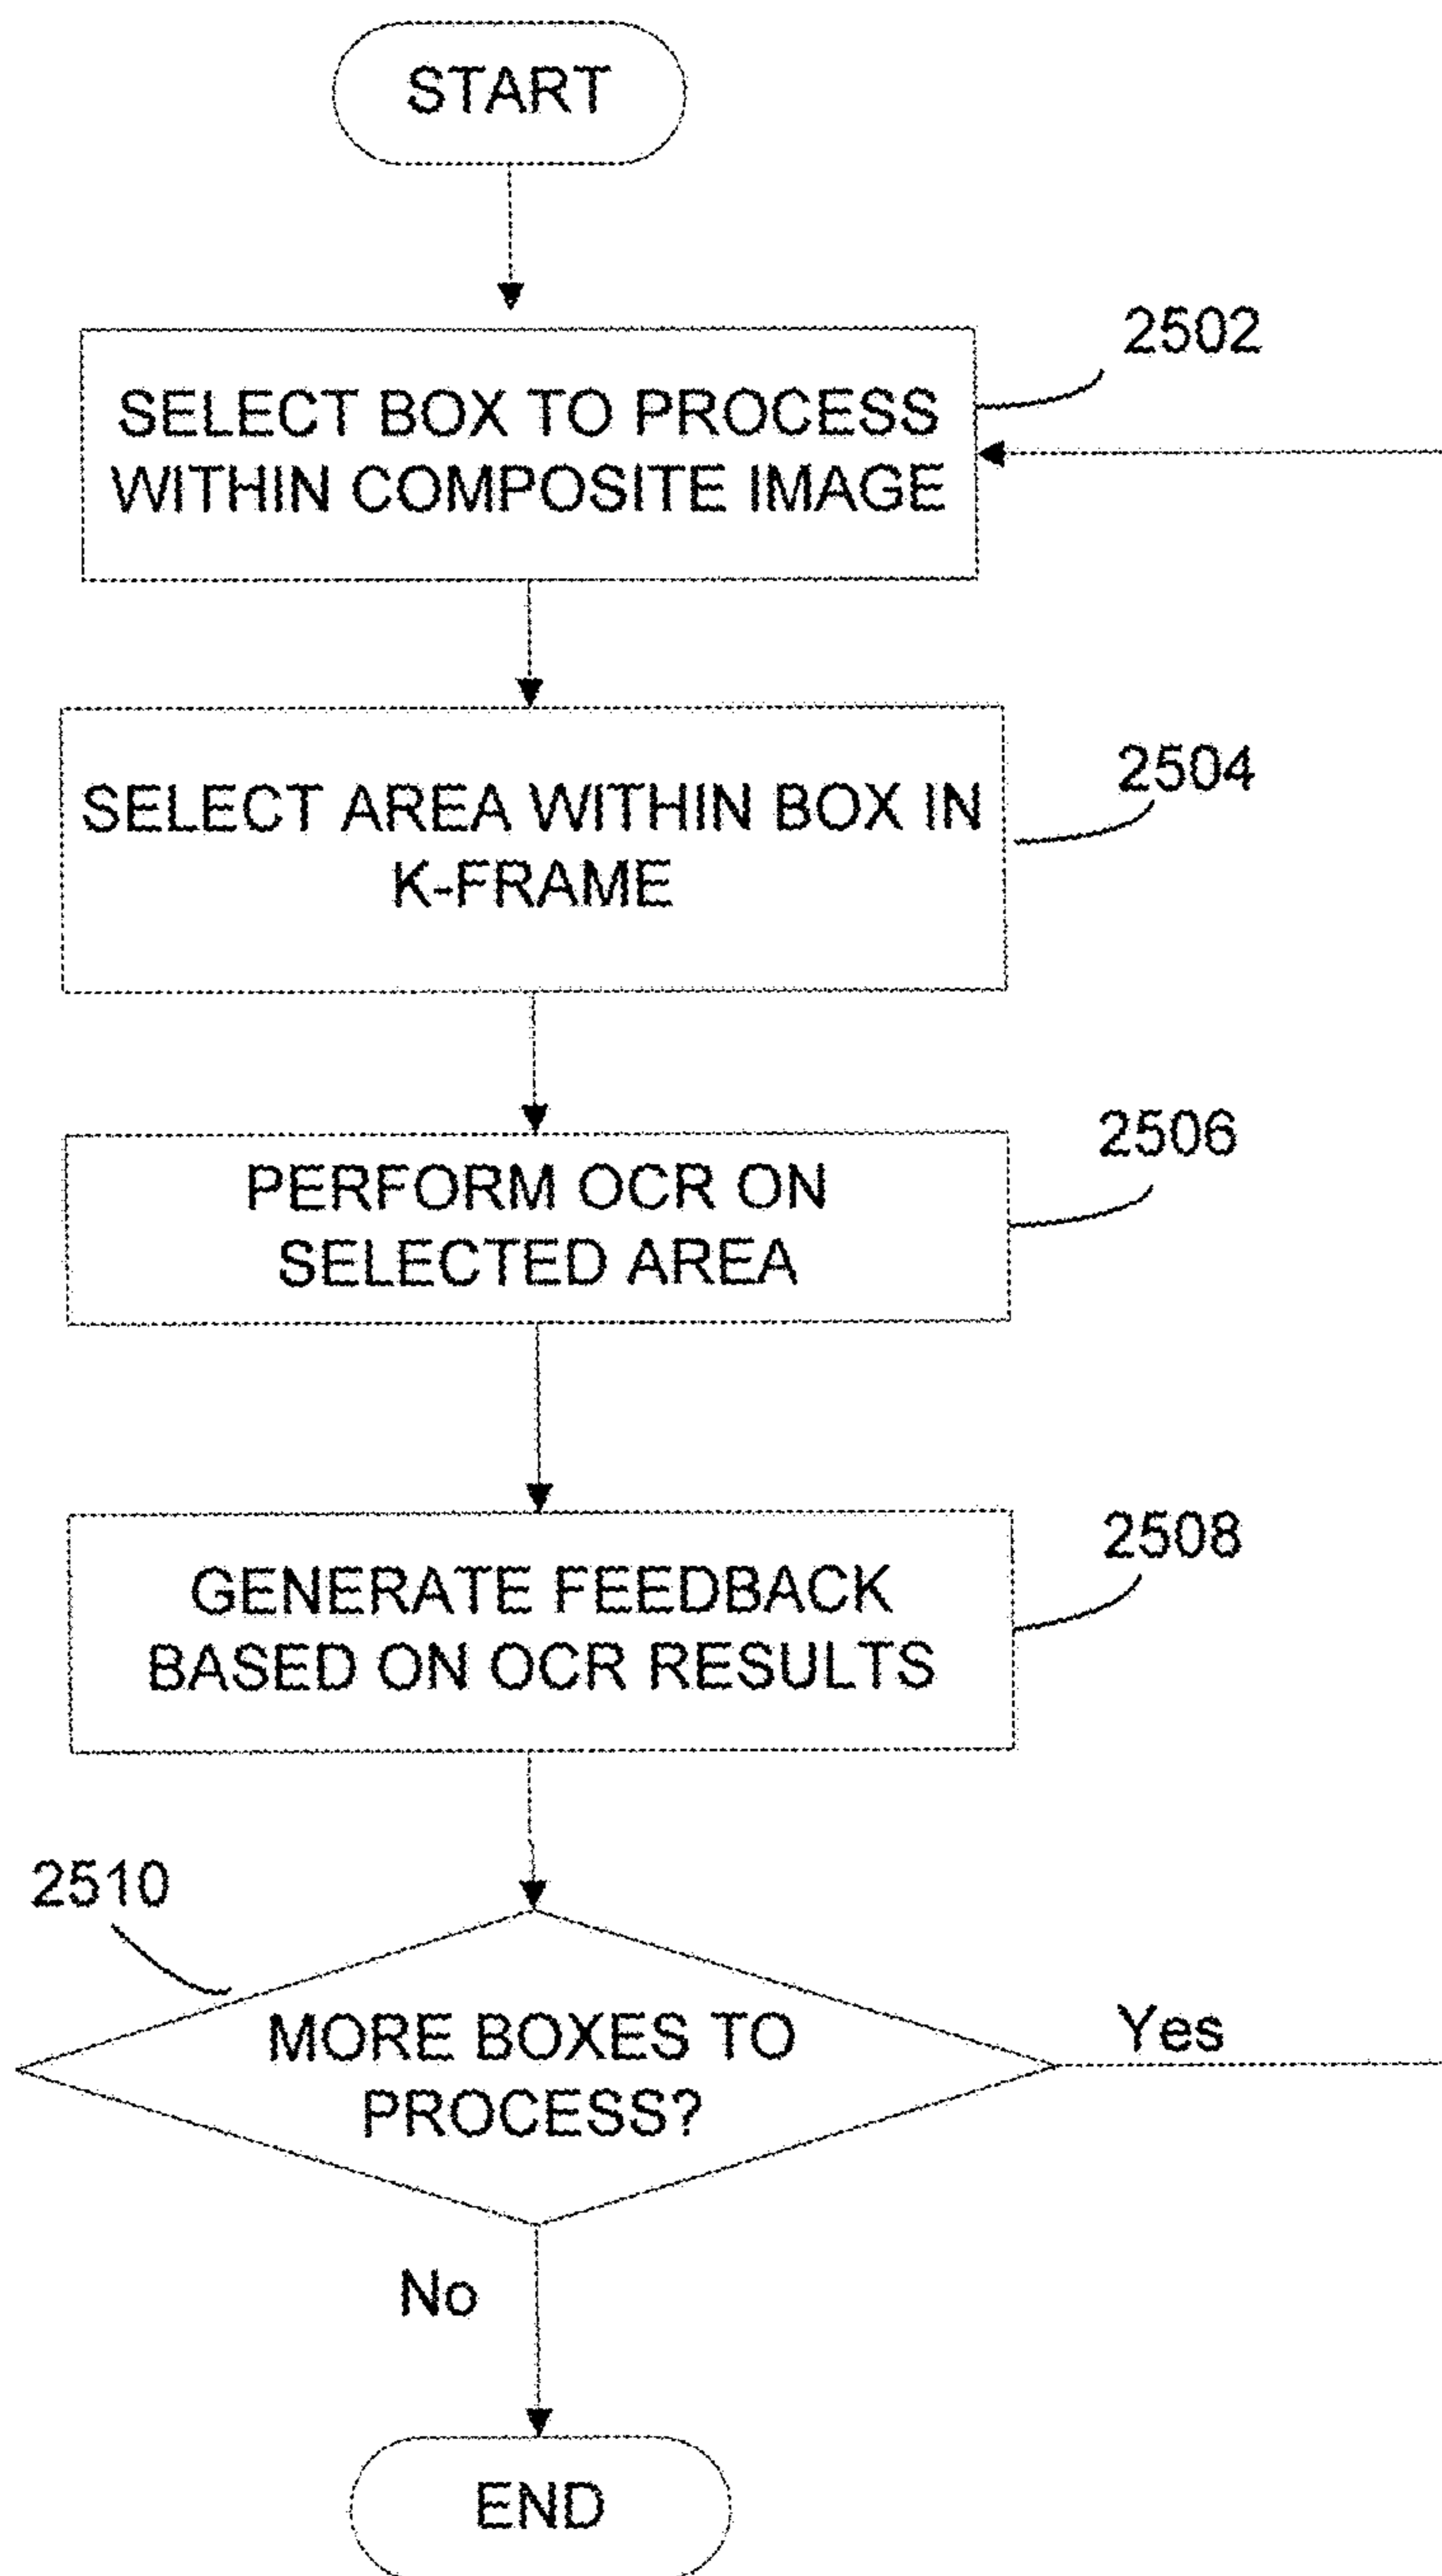 START
2502
SELECT BOX TO PROCESS
WITHIN COMPOSITE IMAGE
2504
SELECT AREA WITHIN BOX IN
K-FRAME
2506
PERFORM OCR ON
SELECTED AREA
2508
GENERATE FEEDBACK
BASED ON OCR RESULTS
2510
MORE BOXES TO
PROCESS?
Yes
No
END